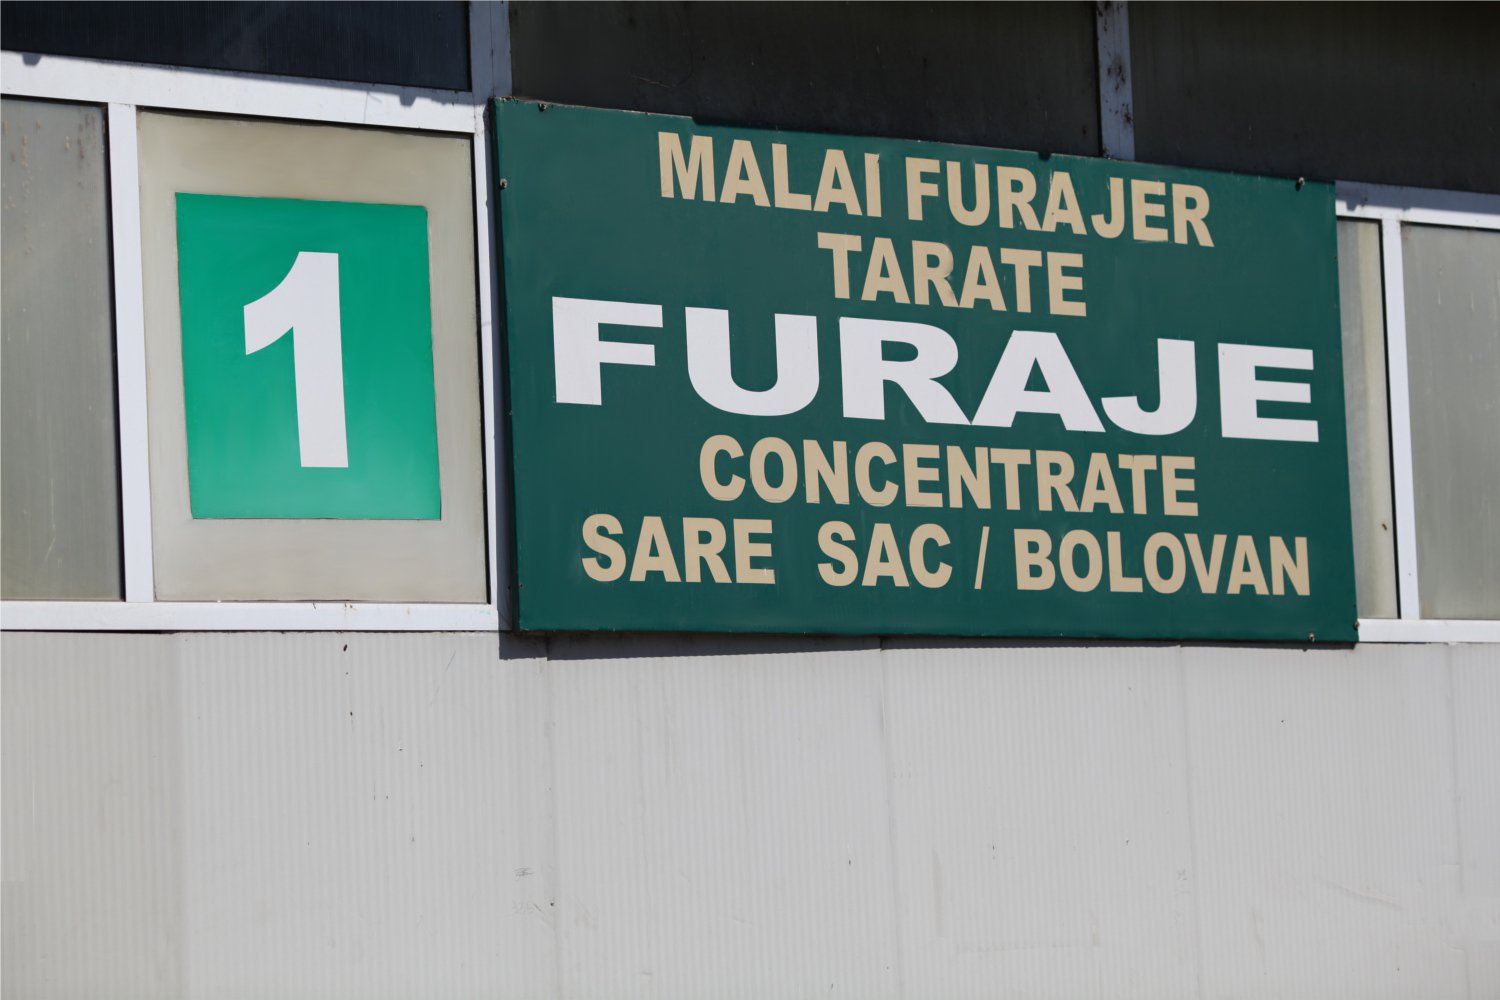 1
MALAI FURAJER
TARATE
FURAJE
CONCENTRATE
SARE SAC / BOLOVAN